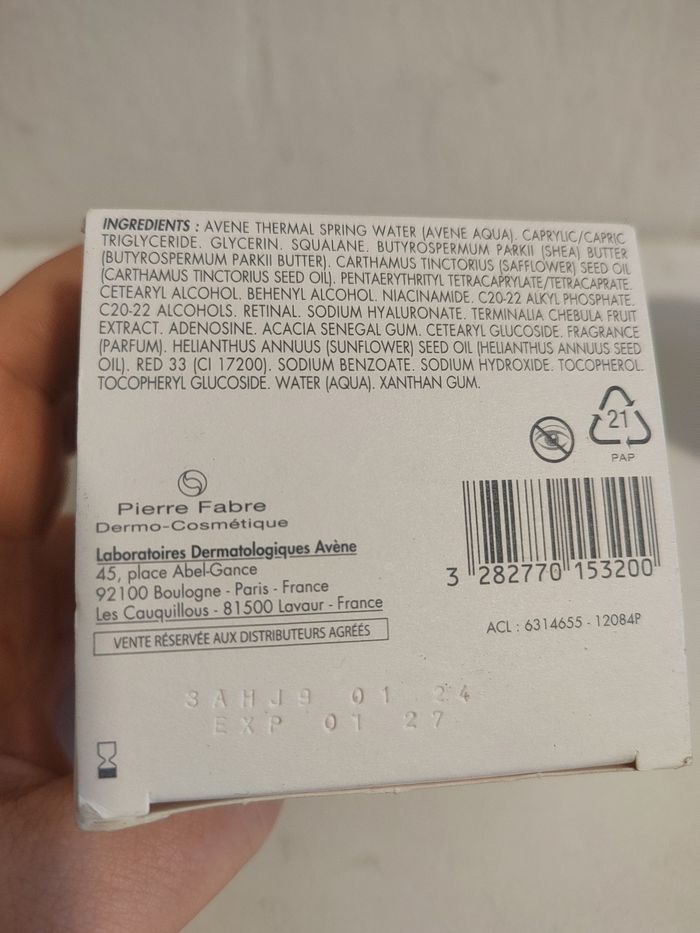 INGREDIENTS : AVENE THERMAL SPRING WATER (AVENE AQUA). CAPRYLIC/CAPRIC
TRIGLYCERIDE. GLYCERIN. SQUALANE. BUTYROSPERMUM PARKII (SHEA) BUTTER
(BUTYROSPERMUM PARKII BUTTER). CARTHAMUS TINCTORIUS (SAFFLOWER) SEED OIL
(CARTHAMUS TINCTORIUS SEED OIL). PENTAERYTHRITYL TETRACAPRYLATE/TETRACAPRATE.
CETEARYL ALCOHOL. BEHENYL ALCOHOL. NIACINAMIDE. C20-22 ALKYL PHOSPHATE.
C20-22 ALCOHOLS. RETINAL. SODIUM HYALURONATE. TERMINALIA CHEBULA FRUIT
EXTRACT. ADENOSINE. ACACIA SENEGAL GUM. CETEARYL GLUCOSIDE. FRAGRANCE
(PARFUM). HELIANTHUS ANNUUS (SUNFLOWER) SEED OIL (HELIANTHUS ANNUUS SEED
OIL). RED 33 (CI 17200). SODIUM BENZOATE. SODIUM HYDROXIDE. TOCOPHEROL.
TOCOPHERYL GLUCOSIDE. WATER (AQUA). XANTHAN GUM.
21
PAP
Pierre Fabre
Dermo-Cosmétique
Laboratoires Dermatologiques Avène
45, place Abel-Gance
92100 Boulogne - Paris - France
Les Cauquillous - 81500 Lavaur - France
VENTE RÉSERVÉE AUX DISTRIBUTEURS AGRÉÉS
3 282770 153200
ACL : 6314655 - 12084P
3AHJ9 01 24
EXP 01 27